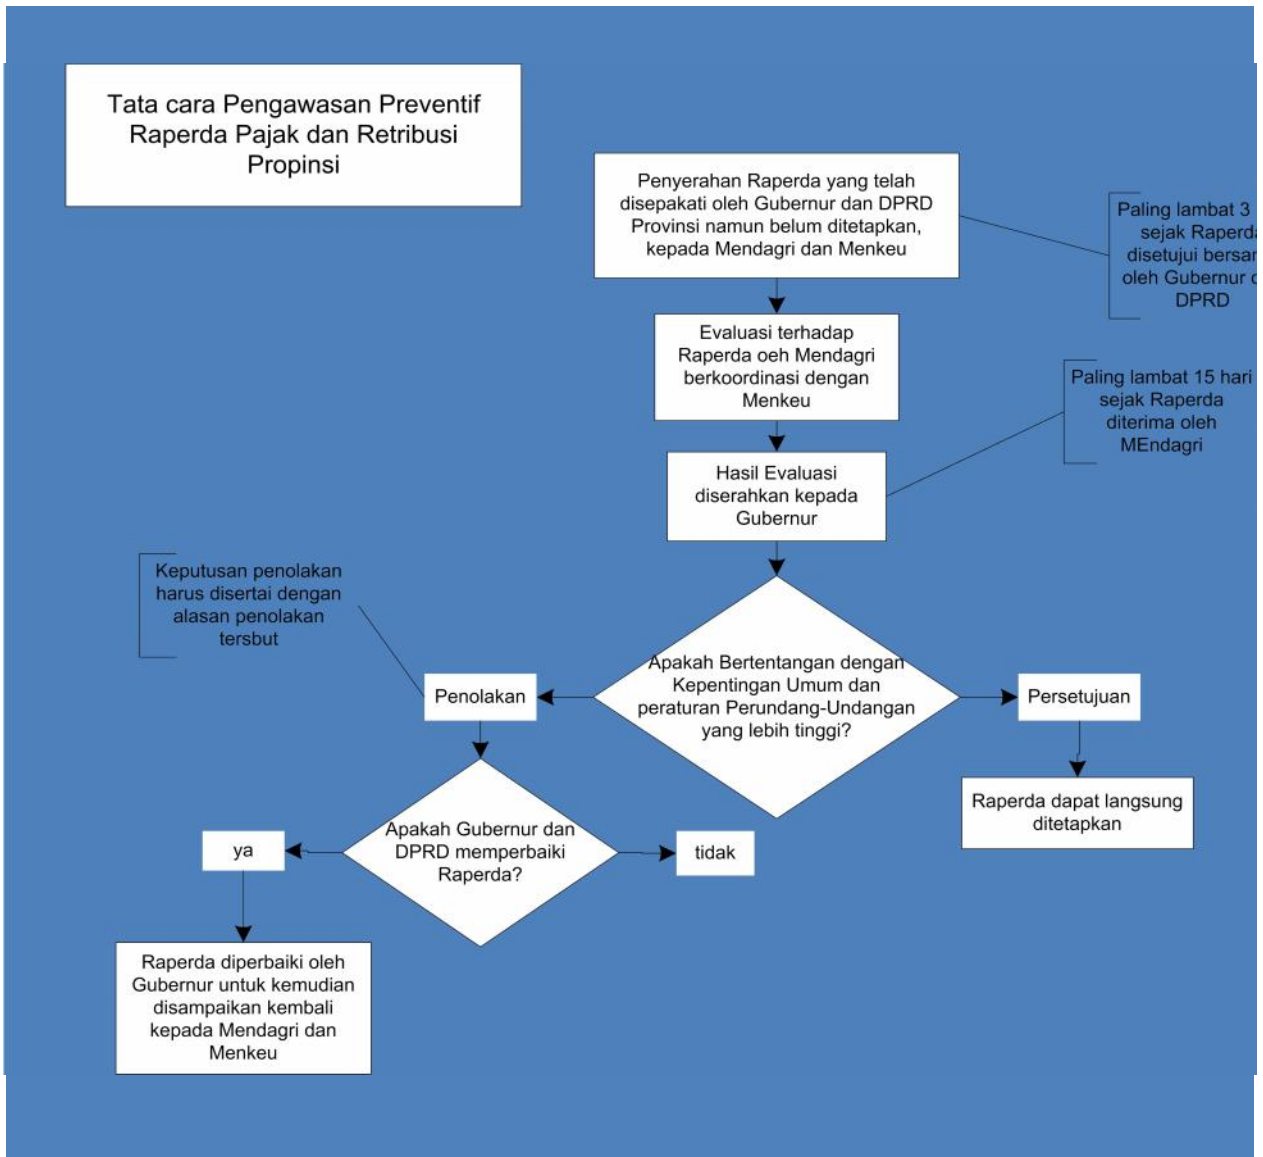 Tata cara Pengawasan Preventif
Raperda Pajak dan Retribusi
Propinsi
Penyerahan Raperda yang telah
disepakati oleh Gubernur dan DPRD
Provinsi namun belum ditetapkan,
kepada Mendagri dan Menkeu
Paling lambat 3
sejak Raperda
disetujui
oleh Gubernur
DPRD
Evaluasi terhadap
Raperda oeh Mendagri
berkoordinasi dengan
Menkeu
Paling lambat 15 hari
sejak Raperda
diterima oleh
MEndagri
Hasil Evaluasi
diserahkan kepada
Gubernur
Keputusan penolakan
harus disertai dengan
alasan penolakan
tersbut
Apakah Bertentangan dengan
Kepentingan Umum dan
peraturan Perundang-Undangan
yang lebih tinggi?
Penolakan
Persetujuan
Raperda dapat langsung
ditetapkan
Apakah Gubernur dan
DPRD memperbaiki
Raperda?
ya
tidak
Raperda diperbaiki oleh
Gubernur untuk kemudian
disampaikan kembali
kepada Mendagri dan
Menkeu